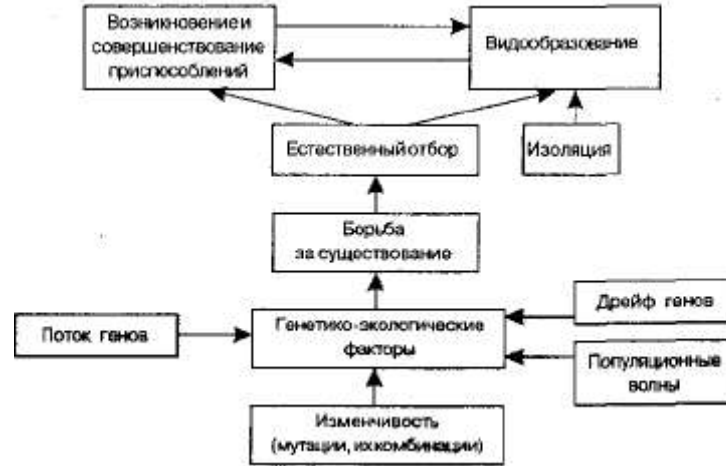 Возникновение и
совершенствование
приспособлений
Видообразование
Естественный отбор
Изоляция
Борьба
за существование
Дрейф генов
Поток генов
Генетико-экологические
факторы
Популяционные
волны
Изменчивость
(мутации, их комбинации)